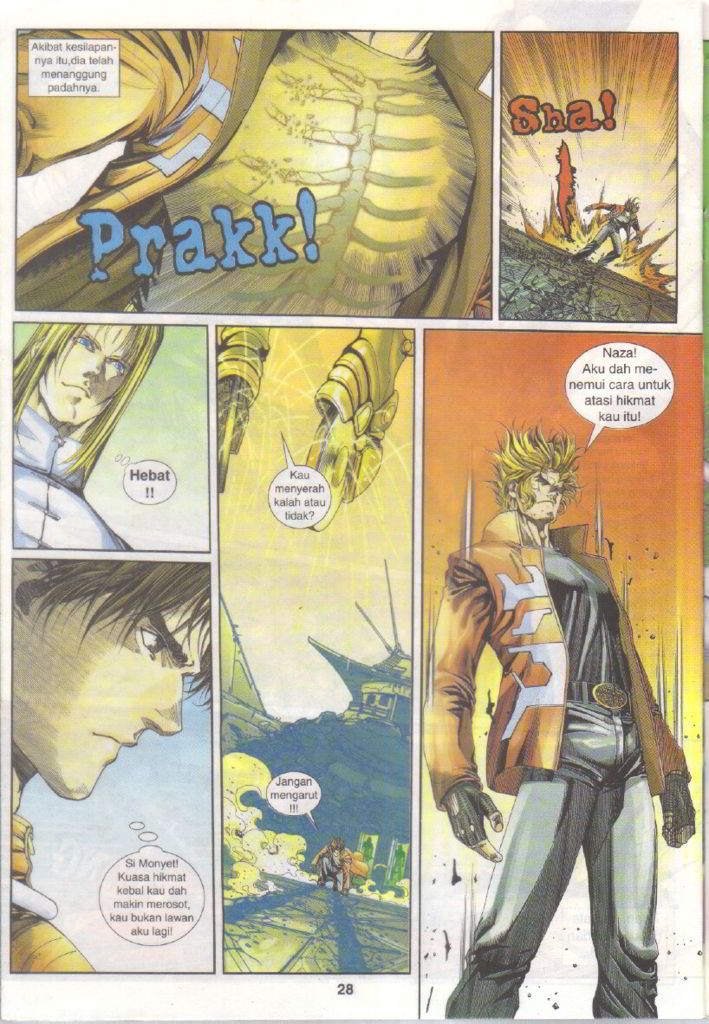 Akibat kesilapan-
nya itu,dia telah
menanggung
padahnya.
Prakk!
Sha!
Hebat
!!
Kau
menyerah
kalah atau
tidak?
Naza!
Aku dah me-
nemui cara untuk
atasi hikmat
kau itu!
Si Monyet!
Kuasa hikmat
kebal kau dah
makin merosot,
kau bukan lawan
aku lagi!
Jangan
mengarut
!!!
28